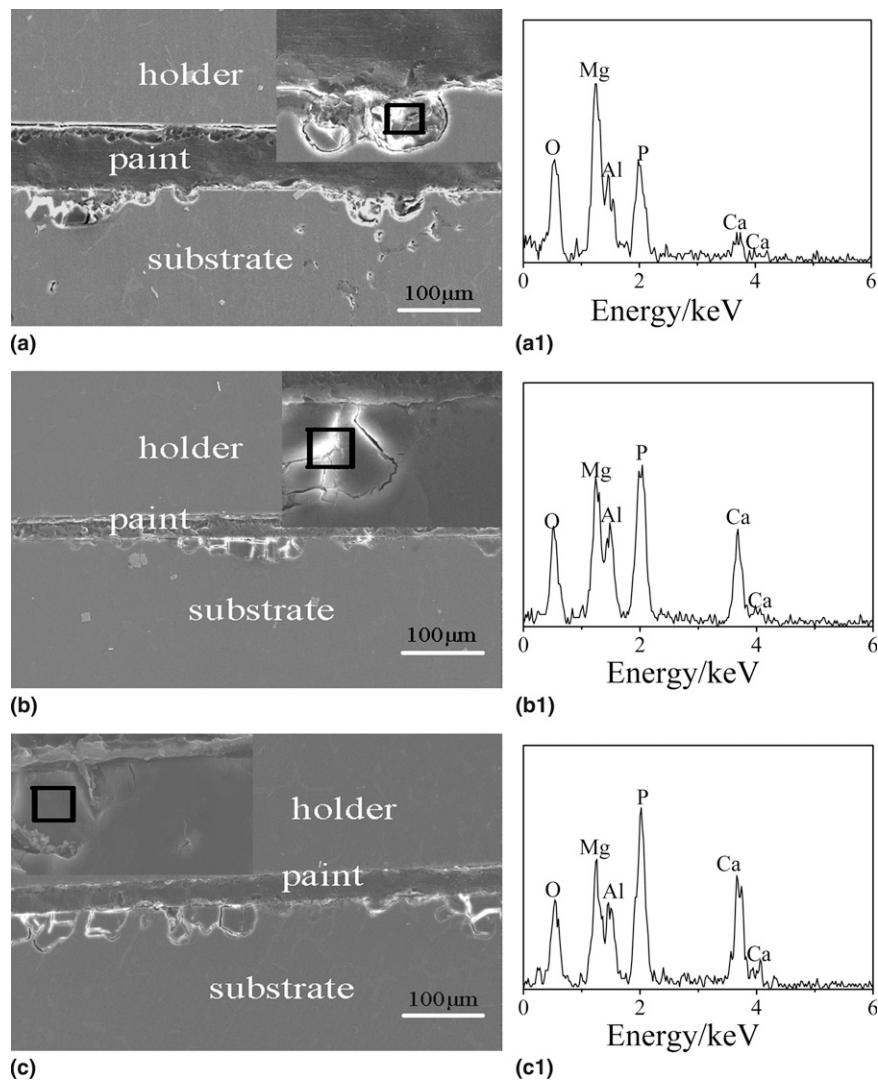 holder
paint
substrate
100μm
(a)
O
Mg
Al
P
Ca
Ca
0
2
4
6
Energy/keV
(a1)
holder
paint
substrate
100μm
(b)
O
Mg
Al
P
Ca
Ca
0
2
4
6
Energy/keV
(b1)
holder
paint
substrate
100μm
(c)
O
Mg
Al
P
Ca
Ca
0
2
4
6
Energy/keV
(c1)